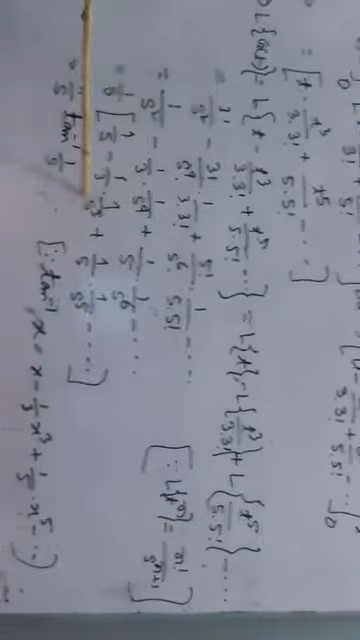 = [t - t³/3.3! + t⁵/5.5! - ...]
L{ } = L{t - t³/3.3! + t⁵/5.5! ...} = L{t} - L{t³/3.3!} + L{t⁵/5.5!} - ....
- 3!/s⁴ . 1/3.3! + 5!/s⁶ . 1/5.5! - ....
= 1/s² - 1/3 . 1/s⁴ + 1/5 . 1/s⁶ - .... [∵ L{tⁿ} = n!/sⁿ⁺¹]
= 1/s [1/s - 1/3 . 1/s³ + 1/5 . 1/s⁵ - ....]
= 1/s tan⁻¹ 1/s . . [∵ tan⁻¹x = x - 1/3 x³ + 1/5 . x⁵ - ..)